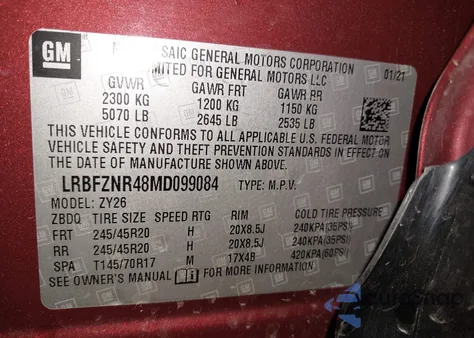 GM
SAIC GENERAL MOTORS CORPORATION
MITED FOR GENERAL MOTORS LLC
01/21
GVWR GAWR FRT GAWR RR
2300 KG 1200 KG 1150 KG
5070 LB 2645 LB 2535 LB
THIS VEHICLE CONFORMS TO ALL APPLICABLE U.S. FEDERAL MOTOR
VEHICLE SAFETY AND THEFT PREVENTION STANDARDS IN EFFECT ON
THE DATE OF MANUFACTURE SHOWN ABOVE.
LRBFZNR48MD099084 TYPE: M.P.V.
MODEL: ZY26
ZBDQ TIRE SIZE SPEED RTG RIM COLD TIRE PRESSURE
FRT 245/45R20 H 20X8.5J 240KPA(35PSI)
RR 245/45R20 H 20X8.5J 240KPA(35PSI)
SPA T145/70R17 M 17X4B 420KPA(60PSI)
SEE OWNER'S MANUAL FOR ADDITIONAL